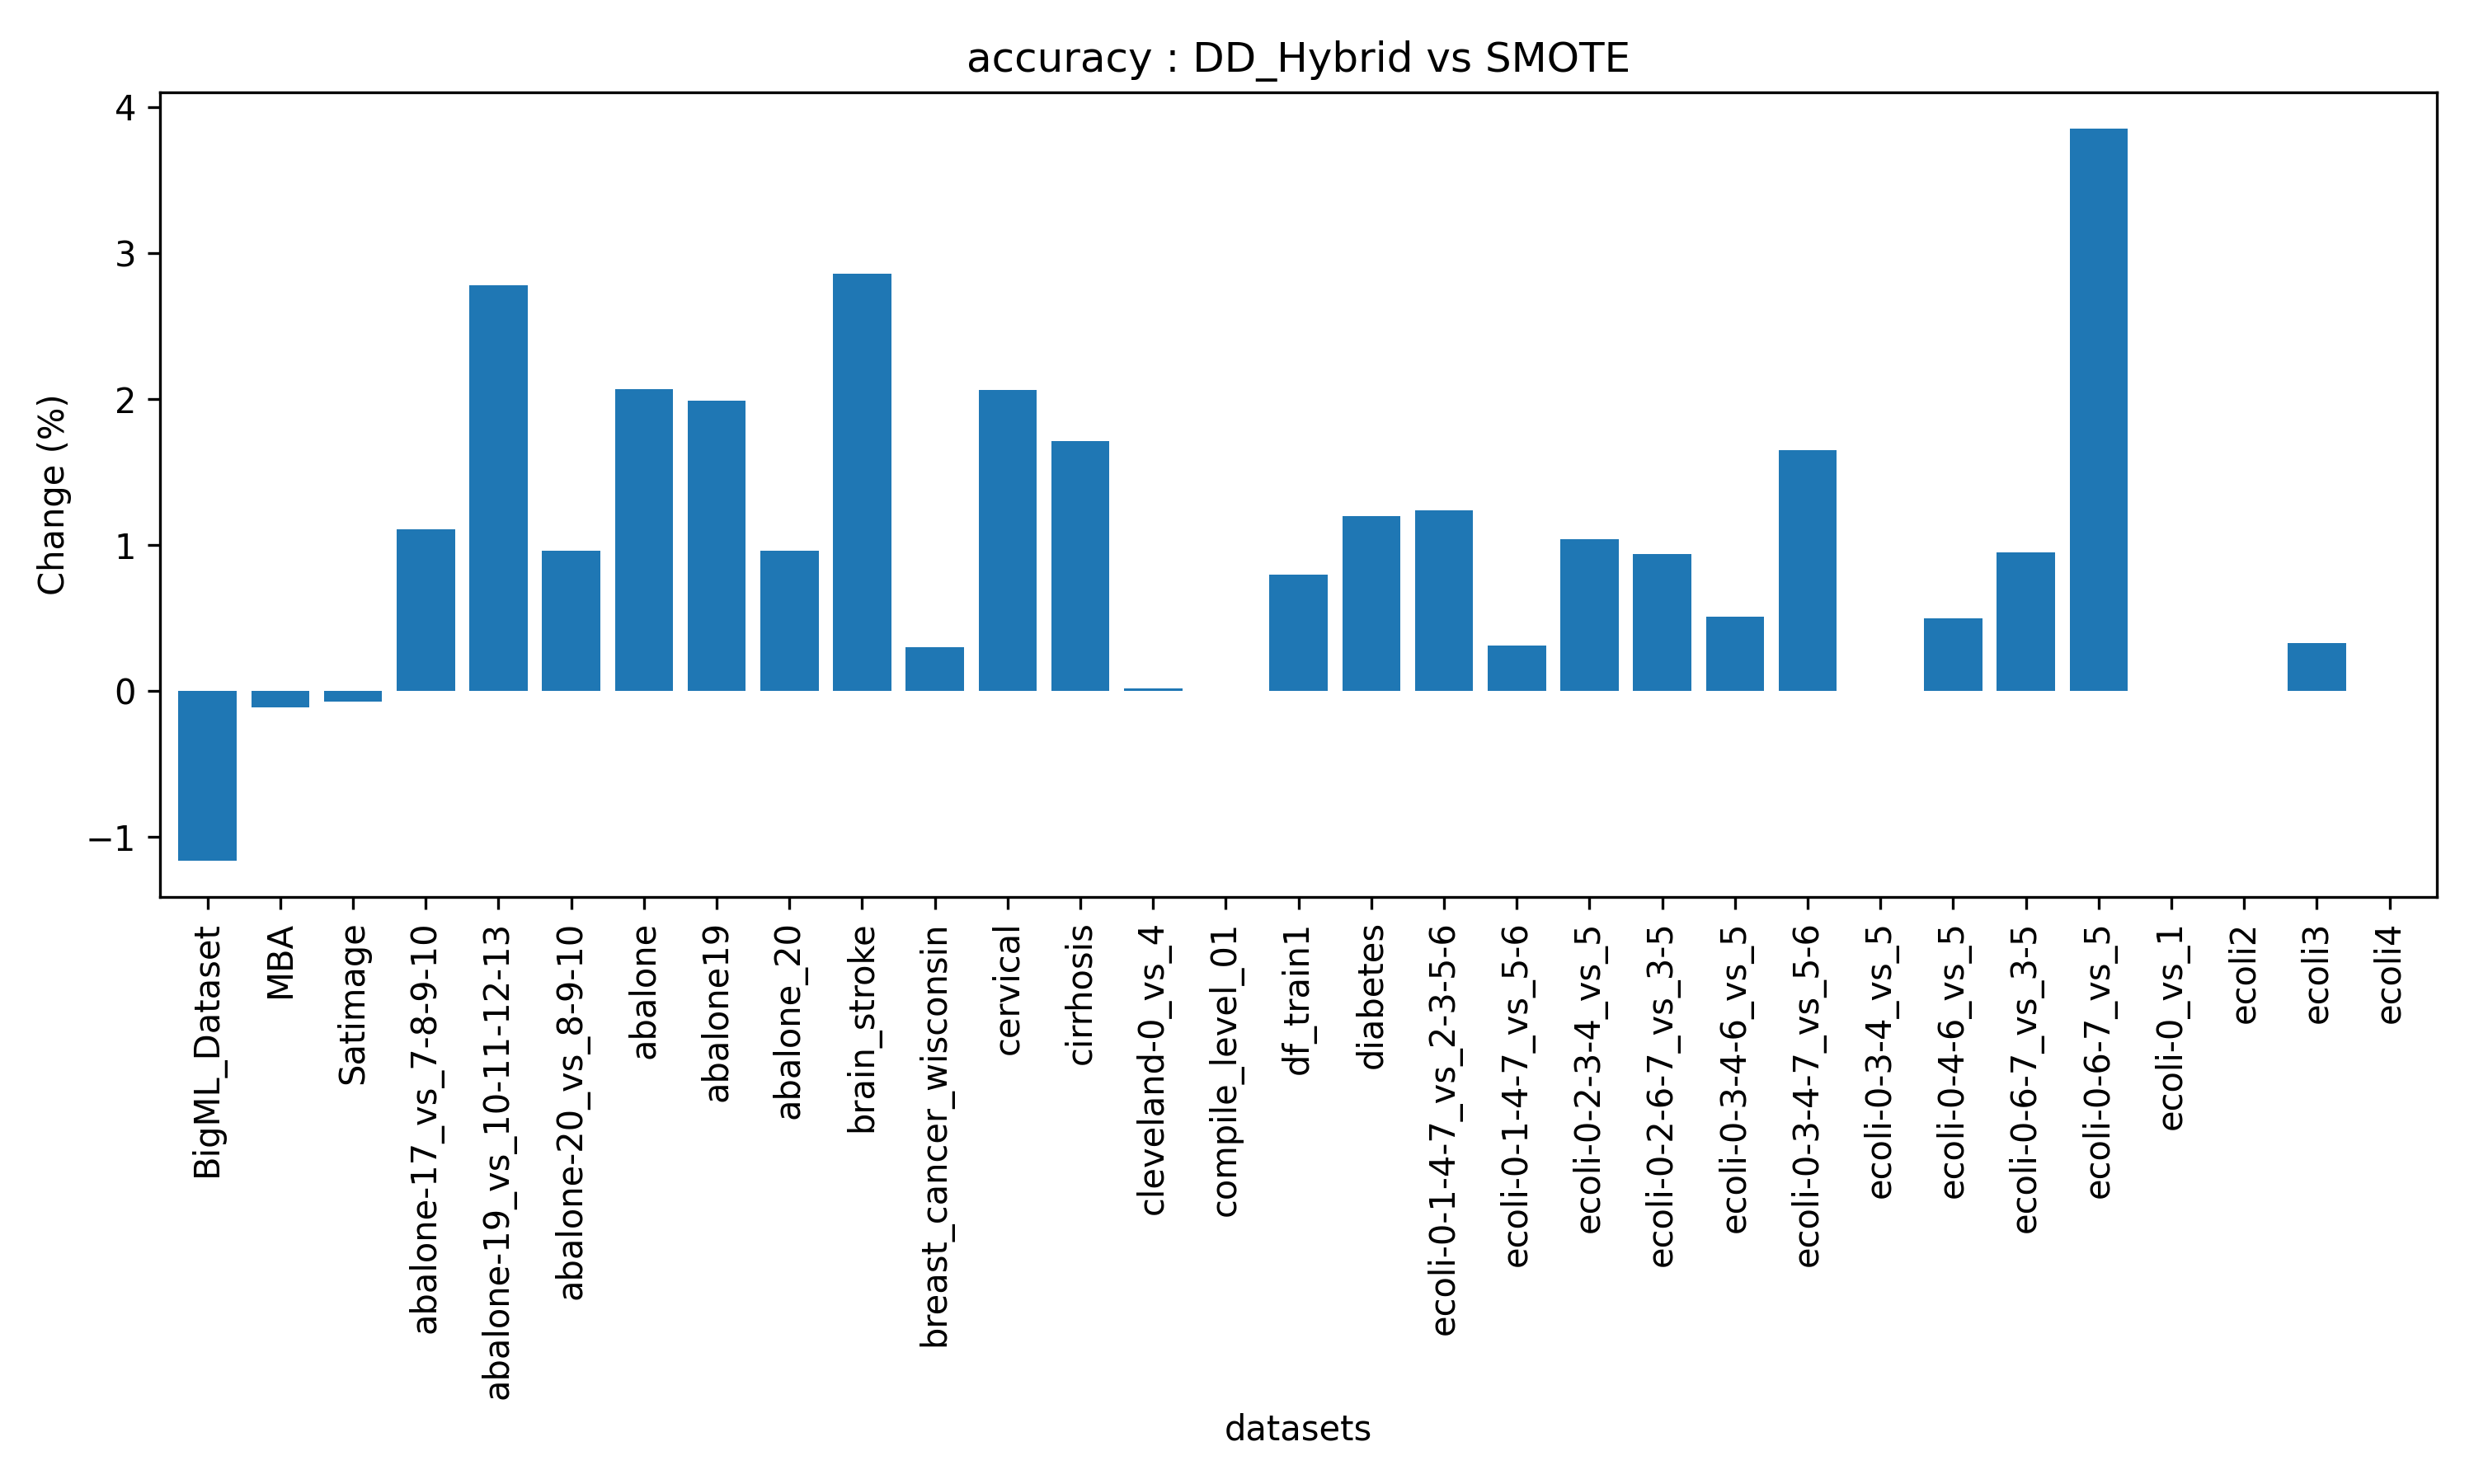 accuracy : DD_Hybrid vs SMOTE
4
3
2
1
0
−1
Change (%)
BigML_Dataset
MBA
Satimage
abalone-17_vs_7-8-9-10
abalone-19_vs_10-11-12-13
abalone-20_vs_8-9-10
abalone
abalone19
abalone_20
brain_stroke
breast_cancer_wisconsin
cervical
cirrhosis
cleveland-0_vs_4
compile_level_01
df_train1
diabetes
ecoli-0-1-4-7_vs_2-3-5-6
ecoli-0-1-4-7_vs_5-6
ecoli-0-2-3-4_vs_5
ecoli-0-2-6-7_vs_3-5
ecoli-0-3-4-6_vs_5
ecoli-0-3-4-7_vs_5-6
ecoli-0-3-4_vs_5
ecoli-0-4-6_vs_5
ecoli-0-6-7_vs_3-5
ecoli-0-6-7_vs_5
ecoli-0_vs_1
ecoli2
ecoli3
ecoli4
datasets